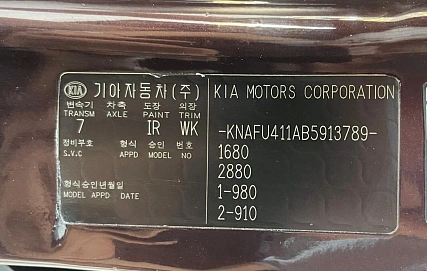 KIA 기아자동차(주) KIA MOTORS CORPORATION
변속기 차축 도장 의장
TRANSM AXLE PAINT TRIM
7 IR WK
-KNAFU411AB5913789-
정비부호 형식 승인 번호
S.V.C APPD MODEL NO
1680
2880
형식승인년월일
MODEL APPD DATE
1-980
2-910